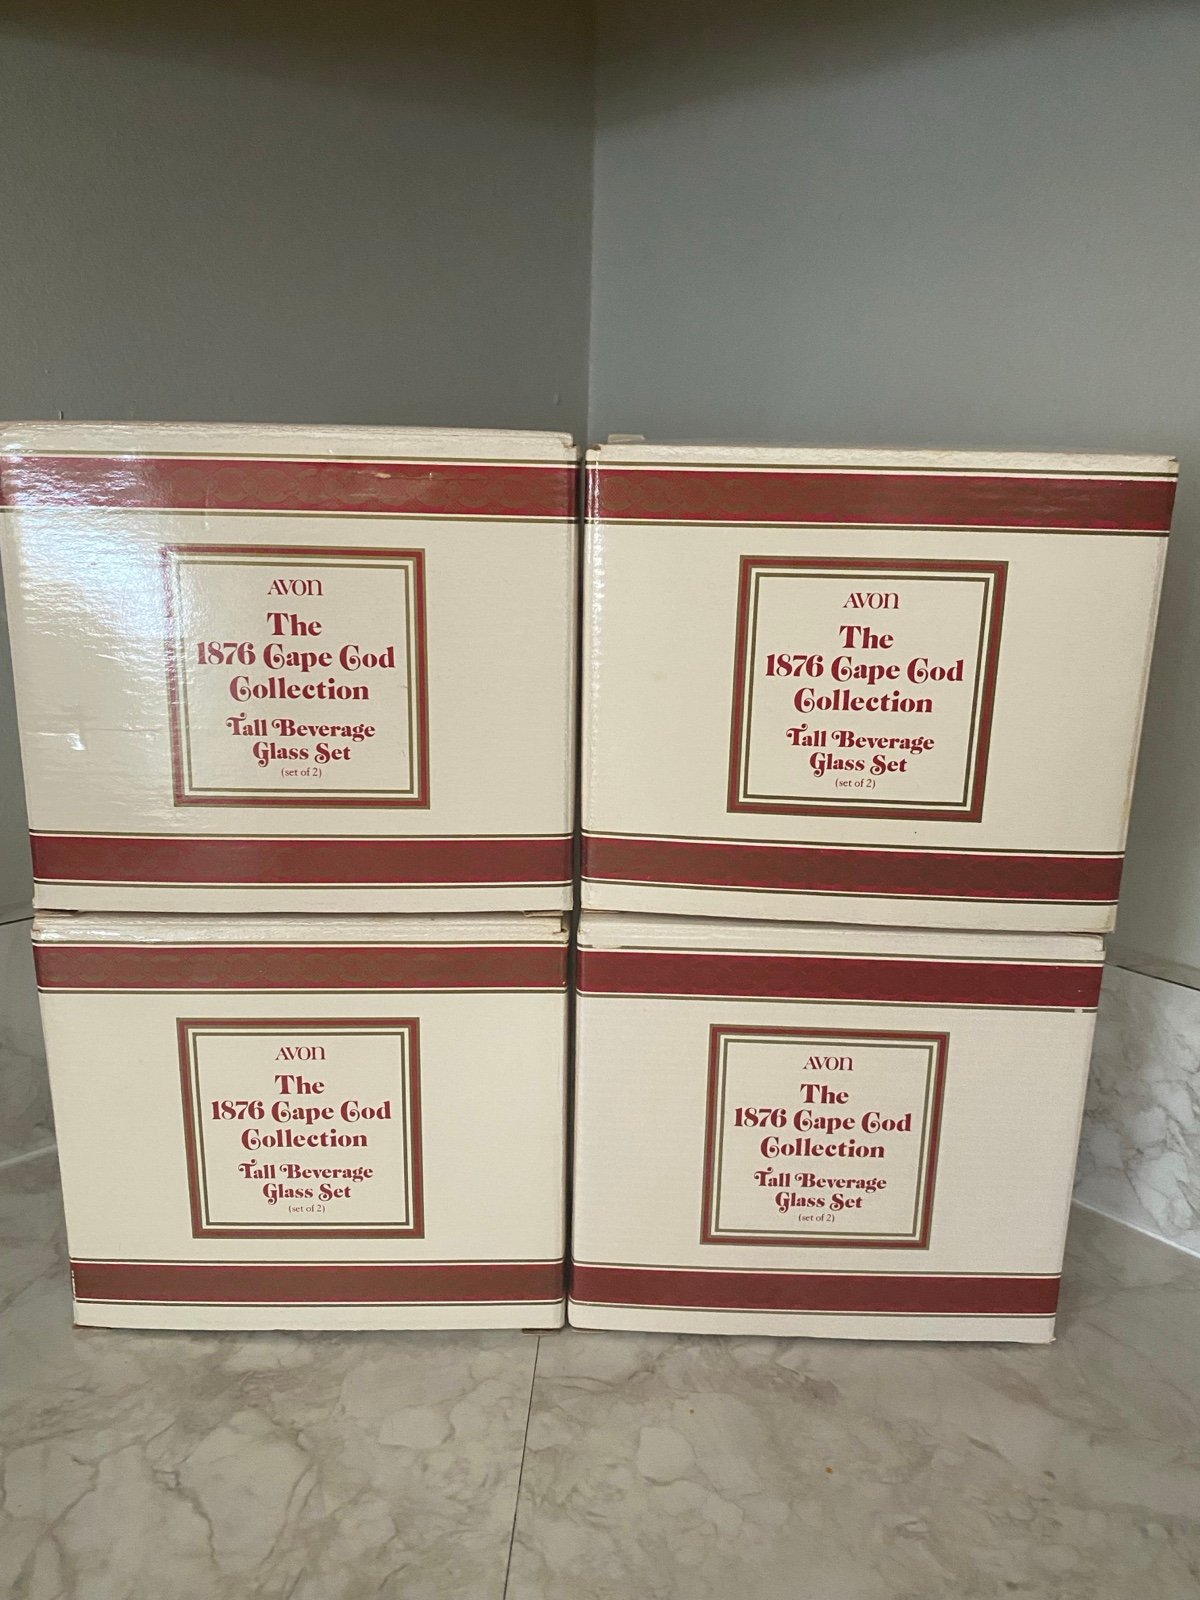 AVON
The
1876 Cape Cod
Collection
Tall Beverage
Glass Set
(set of 2)
AVON
The
1876 Cape Cod
Collection
Tall Beverage
Glass Set
(set of 2)
AVON
The
1876 Cape Cod
Collection
Tall Beverage
Glass Set
(set of 2)
AVON
The
1876 Cape Cod
Collection
Tall Beverage
Glass Set
(set of 2)